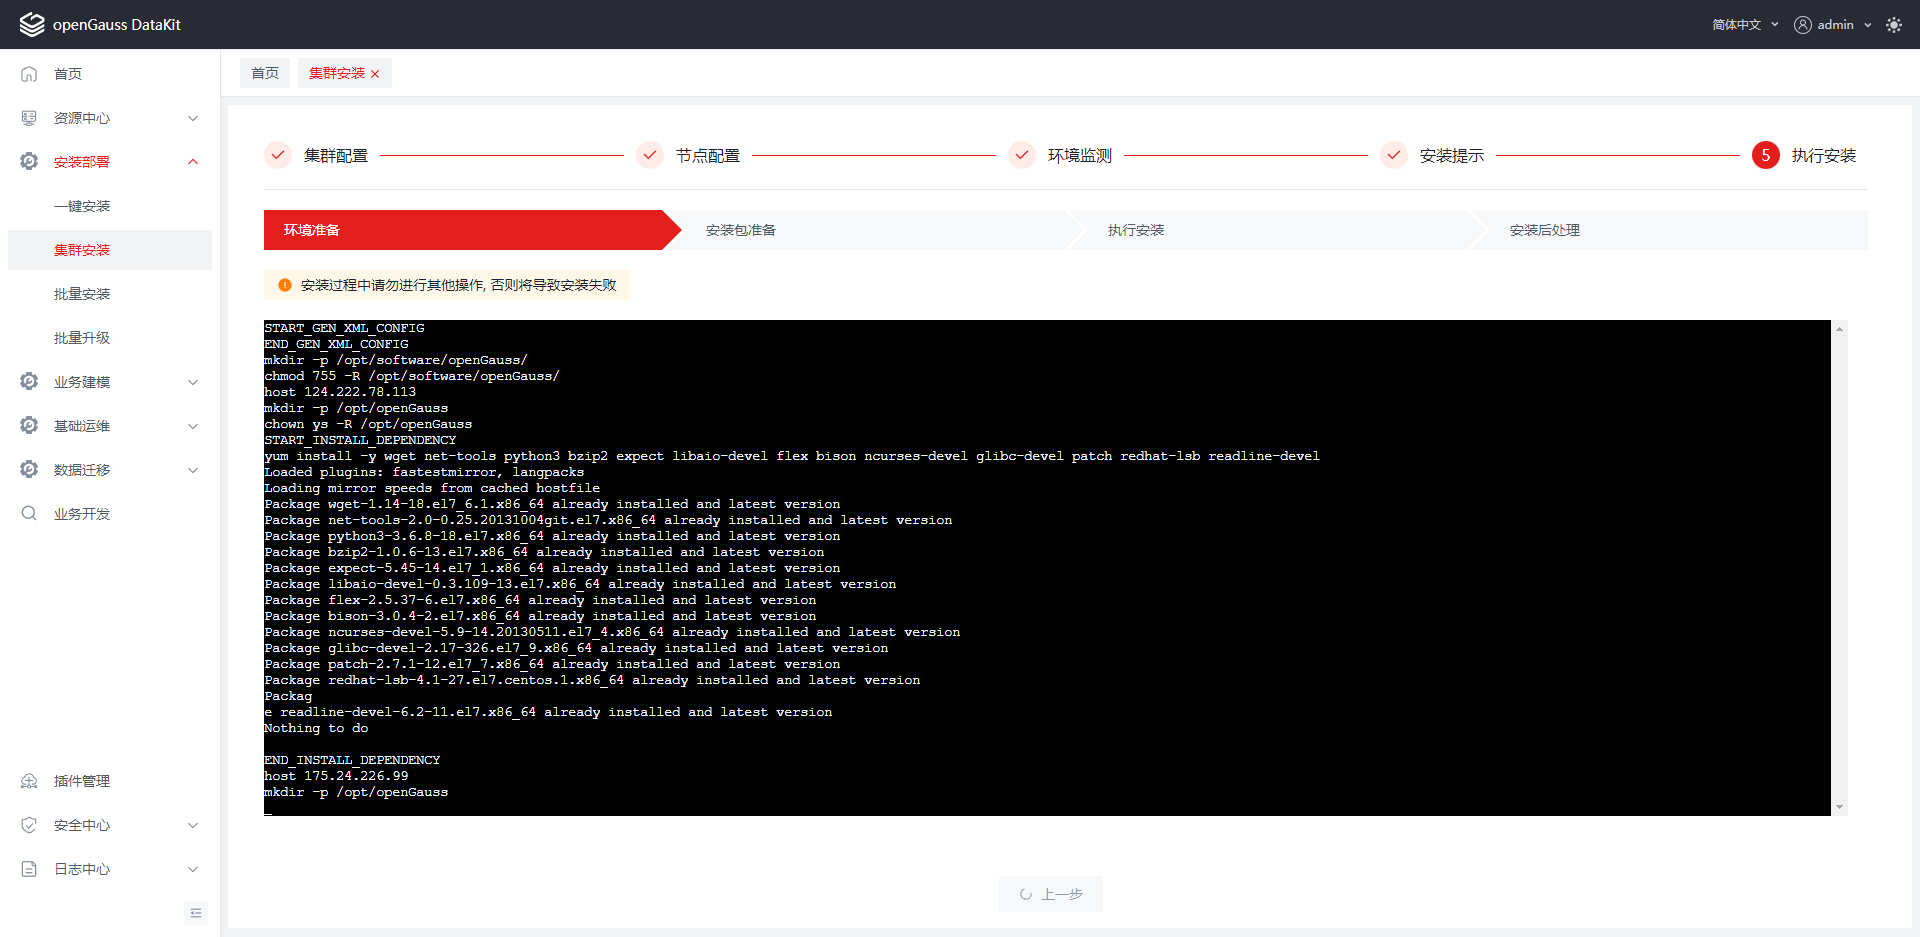 openGauss DataKit
简体中文
admin
首页
资源中心
安装部署
一键安装
集群安装
批量安装
批量升级
业务建模
基础运维
数据迁移
业务开发
插件管理
安全中心
日志中心
首页
集群安装
集群配置
节点配置
环境监测
安装提示
5 执行安装
环境准备
安装包准备
执行安装
安装后处理
安装过程中请勿进行其他操作, 否则将导致安装失败
START_GEN_XML_CONFIG
END_GEN_XML_CONFIG
mkdir -p /opt/software/openGauss/
chmod 755 -R /opt/software/openGauss/
host 124.222.78.113
mkdir -p /opt/openGauss
chown ys -R /opt/openGauss
START_INSTALL_DEPENDENCY
yum install -y wget net-tools python3 bzip2 expect libaio-devel flex bison ncurses-devel glibc-devel patch redhat-lsb readline-devel
Loaded plugins: fastestmirror, langpacks
Loading mirror speeds from cached hostfile
Package wget-1.14-18.el7_6.1.x86_64 already installed and latest version
Package net-tools-2.0-0.25.20131004git.el7.x86_64 already installed and latest version
Package python3-3.6.8-18.el7.x86_64 already installed and latest version
Package bzip2-1.0.6-13.el7.x86_64 already installed and latest version
Package expect-5.45-14.el7_1.x86_64 already installed and latest version
Package libaio-devel-0.3.109-13.el7.x86_64 already installed and latest version
Package flex-2.5.37-6.el7.x86_64 already installed and latest version
Package bison-3.0.4-2.el7.x86_64 already installed and latest version
Package ncurses-devel-5.9-14.20130511.el7_4.x86_64 already installed and latest version
Package glibc-devel-2.17-326.el7_9.x86_64 already installed and latest version
Package patch-2.7.1-12.el7_7.x86_64 already installed and latest version
Package redhat-lsb-4.1-27.el7.centos.1.x86_64 already installed and latest version
Packag
e readline-devel-6.2-11.el7.x86_64 already installed and latest version
Nothing to do
END_INSTALL_DEPENDENCY
host 175.24.226.99
mkdir -p /opt/openGauss
上一步